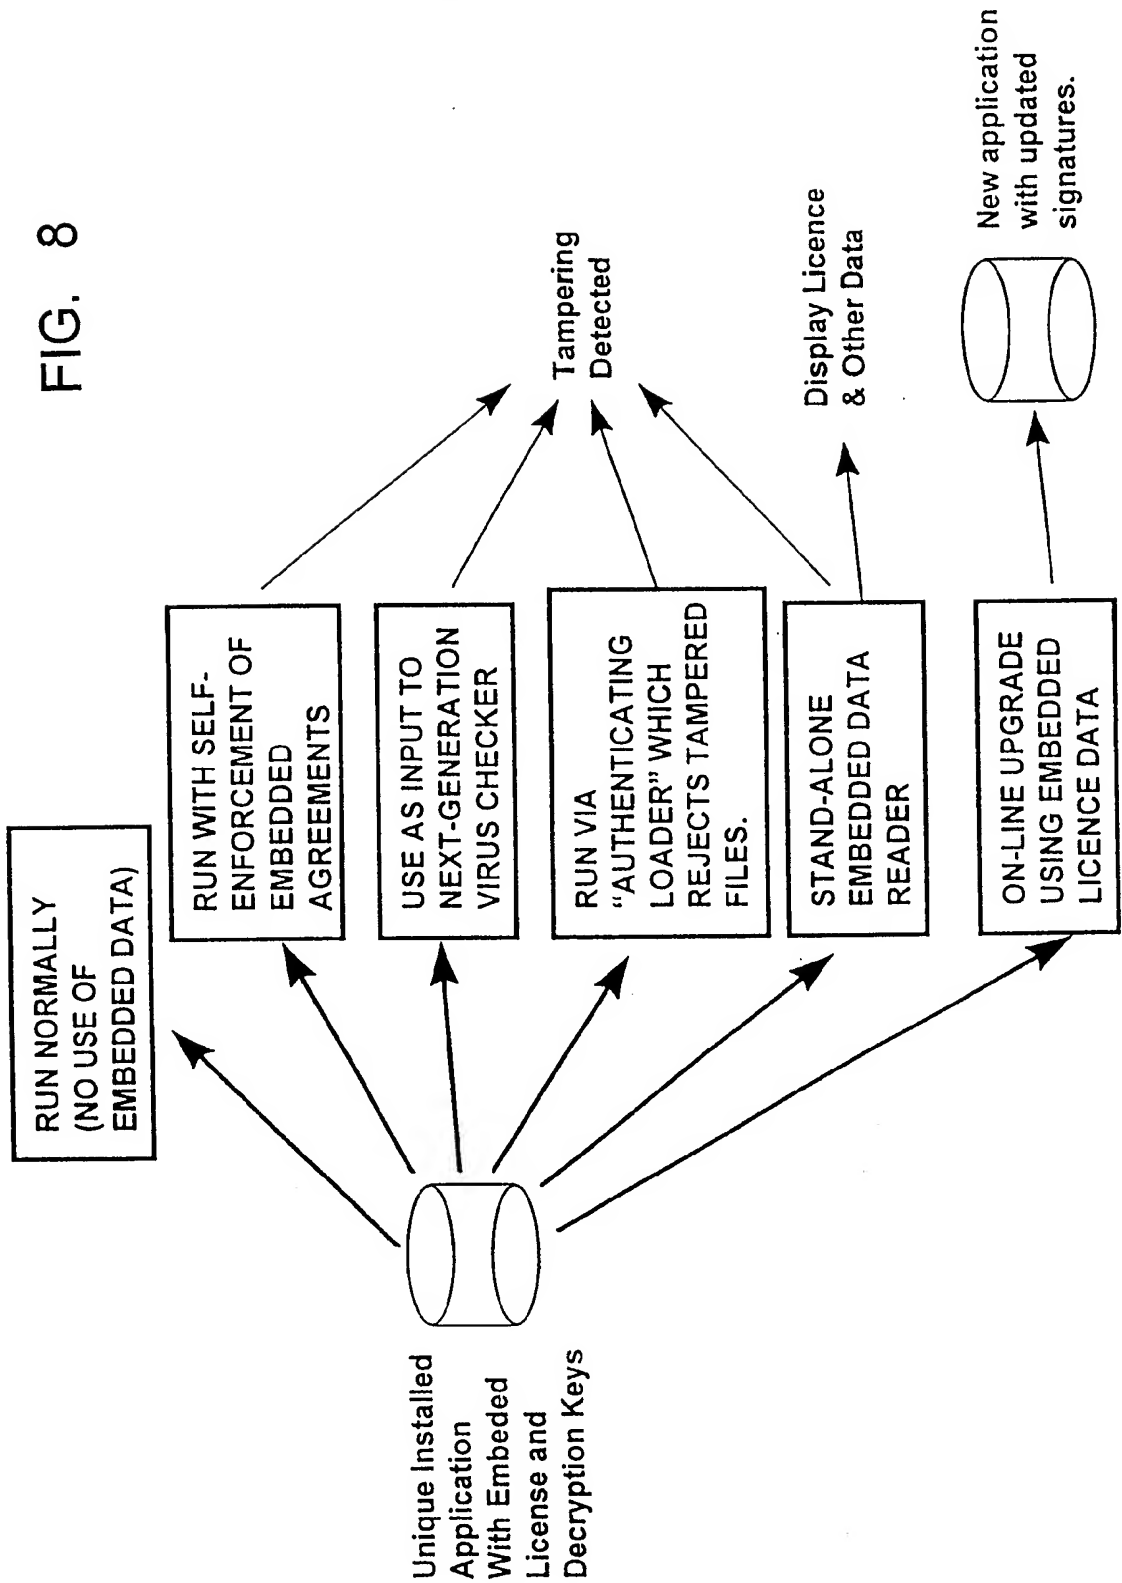 FIG. 8
Unique Installed
Application
With Embeded
License and
Decryption Keys
RUN NORMALLY
(NO USE OF
EMBEDDED DATA)
RUN WITH SELF-
ENFORCEMENT OF
EMBEDDED
AGREEMENTS
USE AS INPUT TO
NEXT-GENERATION
VIRUS CHECKER
RUN VIA
“AUTHENTICATING
LOADER” WHICH
REJECTS TAMPERED
FILES.
STAND-ALONE
EMBEDDED DATA
READER
ON-LINE UPGRADE
USING EMBEDDED
LICENCE DATA
Tampering
Detected
Display Licence
& Other Data
New application
with updated
signatures.